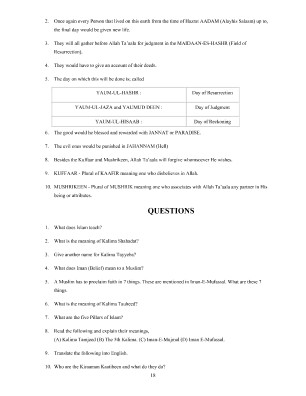 2. Once again every Person that lived on this earth from the time of Hazrat AADAM (Alayhis Salaam) up to,
the final day would be given new life.
3. They will all gather before Allah Ta'aala for judgment in the MAIDAAN-ES-HASHR (Field of
Resurrection).
4. They would have to give an account of their deeds.
5. The day on which this will be done is; called
YAUM-UL-HASHR : Day of Resurrection
YAUM-UL-JAZA and YAUMUD DEEN : Day of Judgment
YAUM-UL-HISAAB : Day of Reckoning
6. The good would be blessed and rewarded with JANNAT or PARADISE.
7. The evil ones would be punished in JAHANNAM (Hell)
8. Besides the Kuffaar and Mushrikeen, Allah Ta'aala will forgive whomsoever He wishes.
9. KUFFAAR - Plural of KAAFIR meaning one who disbelieves in Allah.
10. MUSHRIKEEN - Plural of MUSHRIK meaning one who associates with Allah Ta'aala any partner in His
being or attributes.
QUESTIONS
1. What does Islam teach?
2. What is the meaning of Kalima Shahadat?
3. Give another name for Kalima Tayyeba?
4. What does Iman (Belief) mean to a Muslim?
5. A Muslim has to proclaim faith in 7 things. These are mentioned in Iman-E-Mufassal. What are these 7
things.
6. What is the meaning of Kalima Tauheed?
7. What are the five Pillars of Islam?
8. Read the following and explain their meanings,
(A) Kalima Tamjeed (B) The 5th Kalima. (C) Iman-E-Mujmal (D) Iman E-Mufassal.
9. Translate the following into English.
10. Who are the Kiraaman Kaatibeen and what do they do?
18